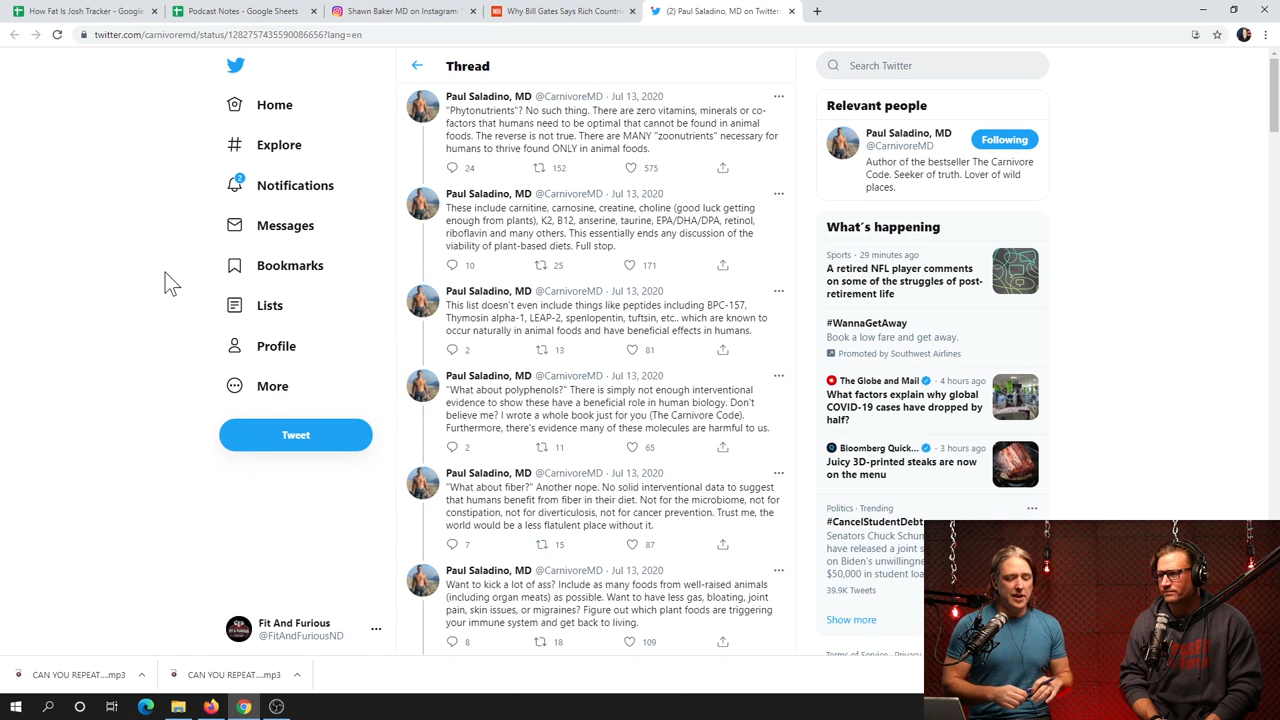 How Fat Is Josh Tracker - Google
Podcast Notes - Google Sheets
Shawn Baker MD on Instagram: "
Why Bill Gates Says Rich Countri
(2) Paul Saladino, MD on Twitter:
twitter.com/carnivoremd/status/1282757435590086656?lang=en
Home
Explore
2
Notifications
Messages
Bookmarks
Lists
Profile
More
Tweet
Fit And Furious
@FitAndFuriousND
Thread
Paul Saladino, MD @CarnivoreMD · Jul 13, 2020
"Phytonutrients"? No such thing. There are zero vitamins, minerals or co-
factors that humans need to be optimal that cannot be found in animal
foods. The reverse is not true. There are MANY "zoonutrients" necessary for
humans to thrive found ONLY in animal foods.
24 152 575
Paul Saladino, MD @CarnivoreMD · Jul 13, 2020
These include carnitine, carnosine, creatine, choline (good luck getting
enough from plants), K2, B12, anserine, taurine, EPA/DHA/DPA, retinol,
riboflavin and many others. This essentially ends any discussion of the
viability of plant-based diets. Full stop.
10 25 171
Paul Saladino, MD @CarnivoreMD · Jul 13, 2020
This list doesn't even include things like peptides including BPC-157,
Thymosin alpha-1, LEAP-2, spenlopentin, tuftsin, etc.. which are known to
occur naturally in animal foods and have beneficial effects in humans.
2 13 81
Paul Saladino, MD @CarnivoreMD · Jul 13, 2020
"What about polyphenols?" There is simply not enough interventional
evidence to show these have a beneficial role in human biology. Don't
believe me? I wrote a whole book just for you (The Carnivore Code).
Furthermore, there's evidence many of these molecules are harmful to us.
2 11 65
Paul Saladino, MD @CarnivoreMD · Jul 13, 2020
"What about fiber?" Another nope. No solid interventional data to suggest
that humans benefit from fiber in their diet. Not for the microbiome, not for
constipation, not for diverticulosis, not for cancer prevention. Trust me, the
world would be a less flatulent place without it.
7 15 87
Paul Saladino, MD @CarnivoreMD · Jul 13, 2020
Want to kick a lot of ass? Include as many foods from well-raised animals
(including organ meats) as possible. Want to have less gas, bloating, joint
pain, skin issues, or migraines? Figure out which plant foods are triggering
your immune system and get back to living.
8 18 109
Search Twitter
Relevant people
Paul Saladino, MD
@CarnivoreMD
Following
Author of the bestseller The Carnivore
Code. Seeker of truth. Lover of wild
places.
What's happening
Sports · 29 minutes ago
A retired NFL player comments
on some of the struggles of post-
retirement life
#WannaGetAway
Book a low fare and get away.
Promoted by Southwest Airlines
The Globe and Mail · 4 hours ago
What factors explain why global
COVID-19 cases have dropped by
half?
Bloomberg Quick... · 3 hours ago
Juicy 3D-printed steaks are now
on the menu
Politics · Trending
#CancelStudentDebt
Senators Chuck Schum
have released a joint s
on Biden's unwillingne
$50,000 in student loa
39.9K Tweets
Show more
Terms of Service Privacy
CAN YOU REPEAT....mp3
CAN YOU REPEAT....mp3